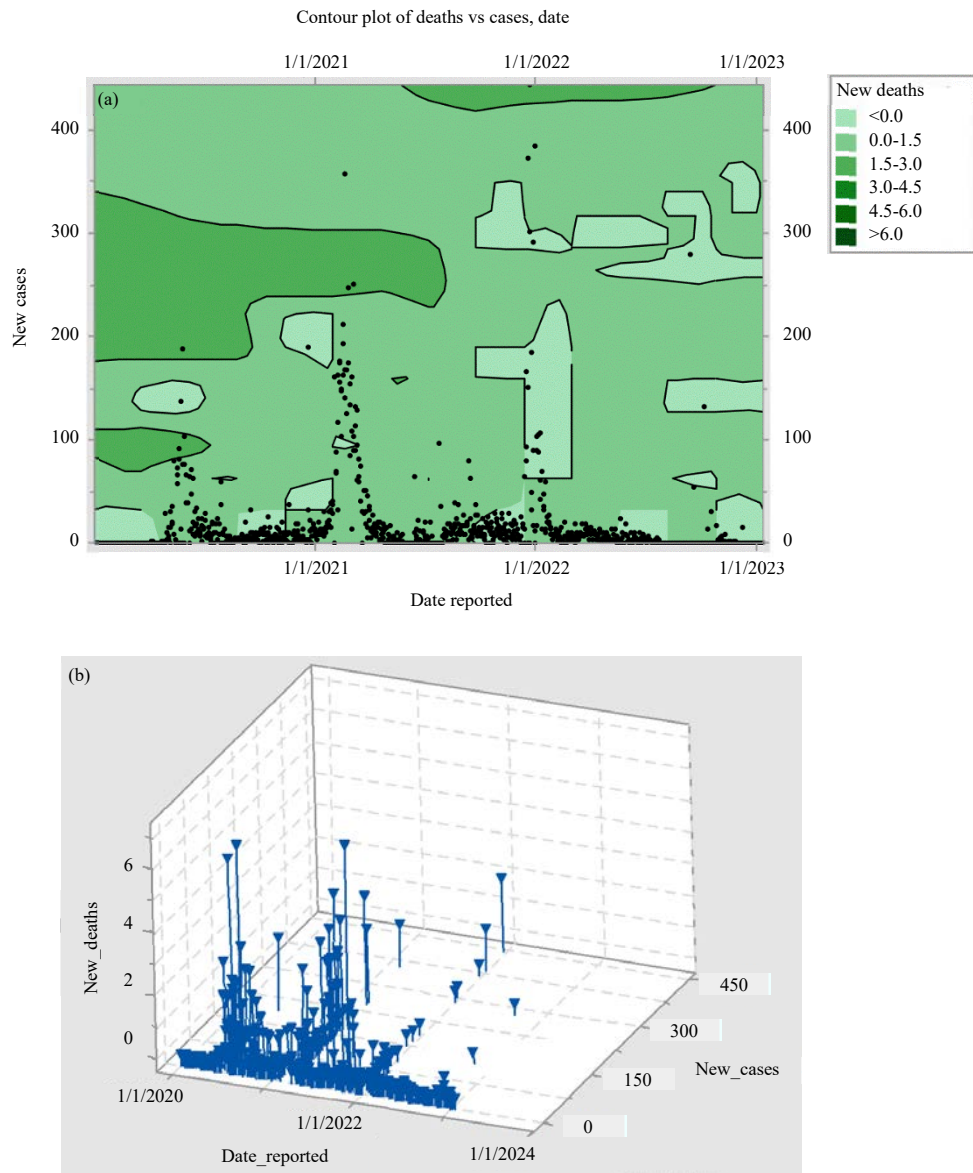 Contour plot of deaths vs cases, date
1/1/2021 1/1/2022 1/1/2023
(a)
New deaths
<0.0
0.0-1.5
1.5-3.0
3.0-4.5
4.5-6.0
>6.0
400 400
300 300
New cases
200 200
100 100
0 0
1/1/2021 1/1/2022 1/1/2023
Date reported
(b)
6
4
New_deaths
2
0
450
300
New_cases
150
0
1/1/2020
1/1/2022
1/1/2024
Date_reported